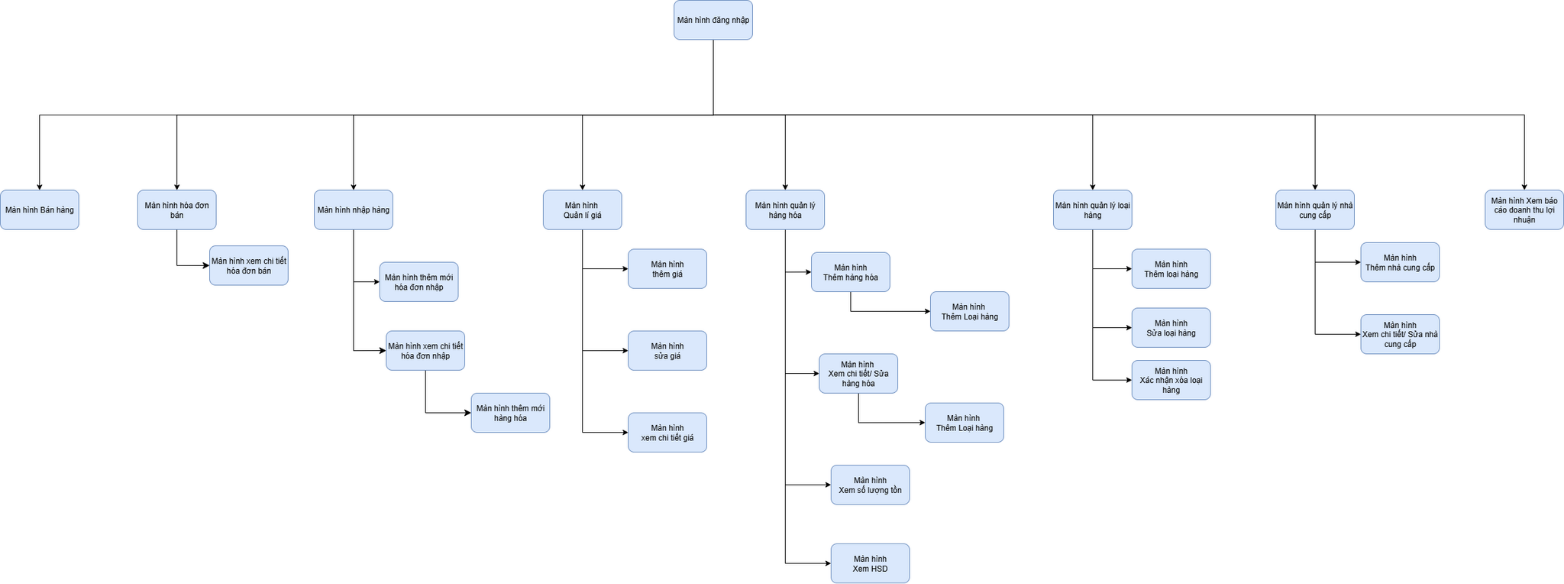 Màn hình đăng nhập
Màn hình Bán hàng
Màn hình hòa đơn
bán
Màn hình nhập hàng
Màn hình
Quản lí giá
Màn hình quản lý
hàng hóa
Màn hình quản lý loại
hàng
Màn hình quản lý nhà
cung cấp
Màn hình Xem báo
cáo doanh thu lợi
nhuận
Màn hình xem chi tiết
hòa đơn bán
Màn hình thêm mới
hóa đơn nhập
Màn hình xem chi tiết
hóa đơn nhập
Màn hình thêm mới
hàng hóa
Màn hình
thêm giá
Màn hình
sửa giá
Màn hình
xem chi tiết giá
Màn hình
Thêm hàng hóa
Màn hình
Thêm Loại hàng
Màn hình
Xem chi tiết/ Sửa
hàng hóa
Màn hình
Thêm Loại hàng
Màn hình
Xem số lượng tồn
Màn hình
Xem HSD
Màn hình
Thêm loại hàng
Màn hình
Sửa loại hàng
Màn hình
Xác nhận xóa loại
hàng
Màn hình
Thêm nhà cung cấp
Màn hình
Xem chi tiết/ Sửa nhà
cung cấp